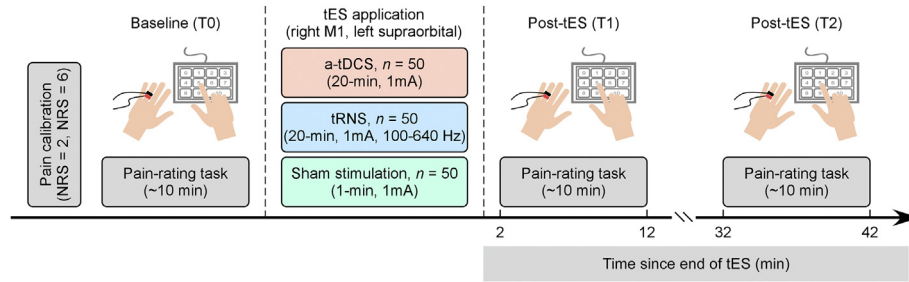 Baseline (T0)
tES application
(right M1, left supraorbital)
Post-tES (T1)
Post-tES (T2)
Pain calibration
(NRS = 2, NRS = 6)
Pain-rating task
(~10 min)
a-tDCS, n = 50
(20-min, 1mA)
tRNS, n = 50
(20-min, 1mA, 100-640 Hz)
Sham stimulation, n = 50
(1-min, 1mA)
Pain-rating task
(~10 min)
Pain-rating task
(~10 min)
2
12
32
42
Time since end of tES (min)